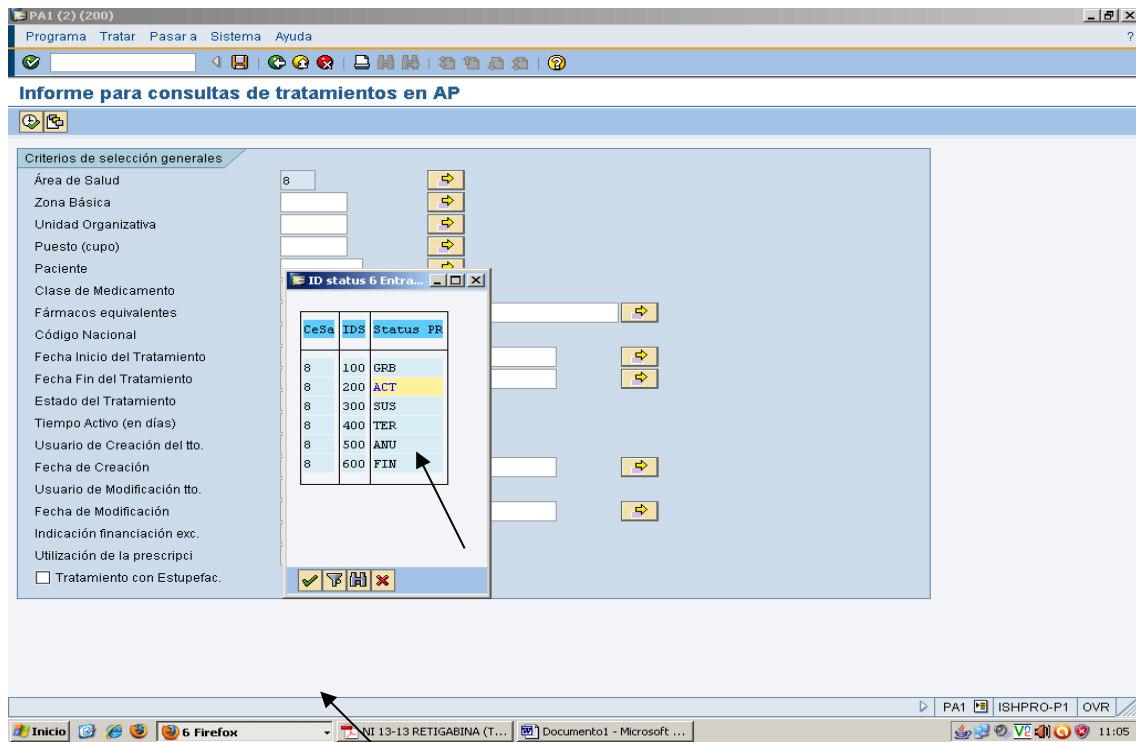 PA1 (2) (200)
Programa Tratar Pasar a Sistema Ayuda ?
Informe para consultas de tratamientos en AP
Criterios de selección generales
Área de Salud 8
Zona Básica
Unidad Organizativa
Puesto (cupo)
Paciente
Clase de Medicamento
Fármacos equivalentes
Código Nacional
Fecha Inicio del Tratamiento
Fecha Fin del Tratamiento
Estado del Tratamiento
Tiempo Activo (en días)
Usuario de Creación del tto.
Fecha de Creación
Usuario de Modificación tto.
Fecha de Modificación
Indicación financiación exc.
Utilización de la prescripci
Tratamiento con Estupefac.
ID status 6 Entra...
CeSa IDS Status PR
8 100 GRB
8 200 ACT
8 300 SUS
8 400 TER
8 500 ANU
8 600 FIN
PA1 ISHPRO-P1 OVR
Inicio 6 Firefox NI 13-13 RETIGABINA (T... Documento1 - Microsoft ... V2 11:05